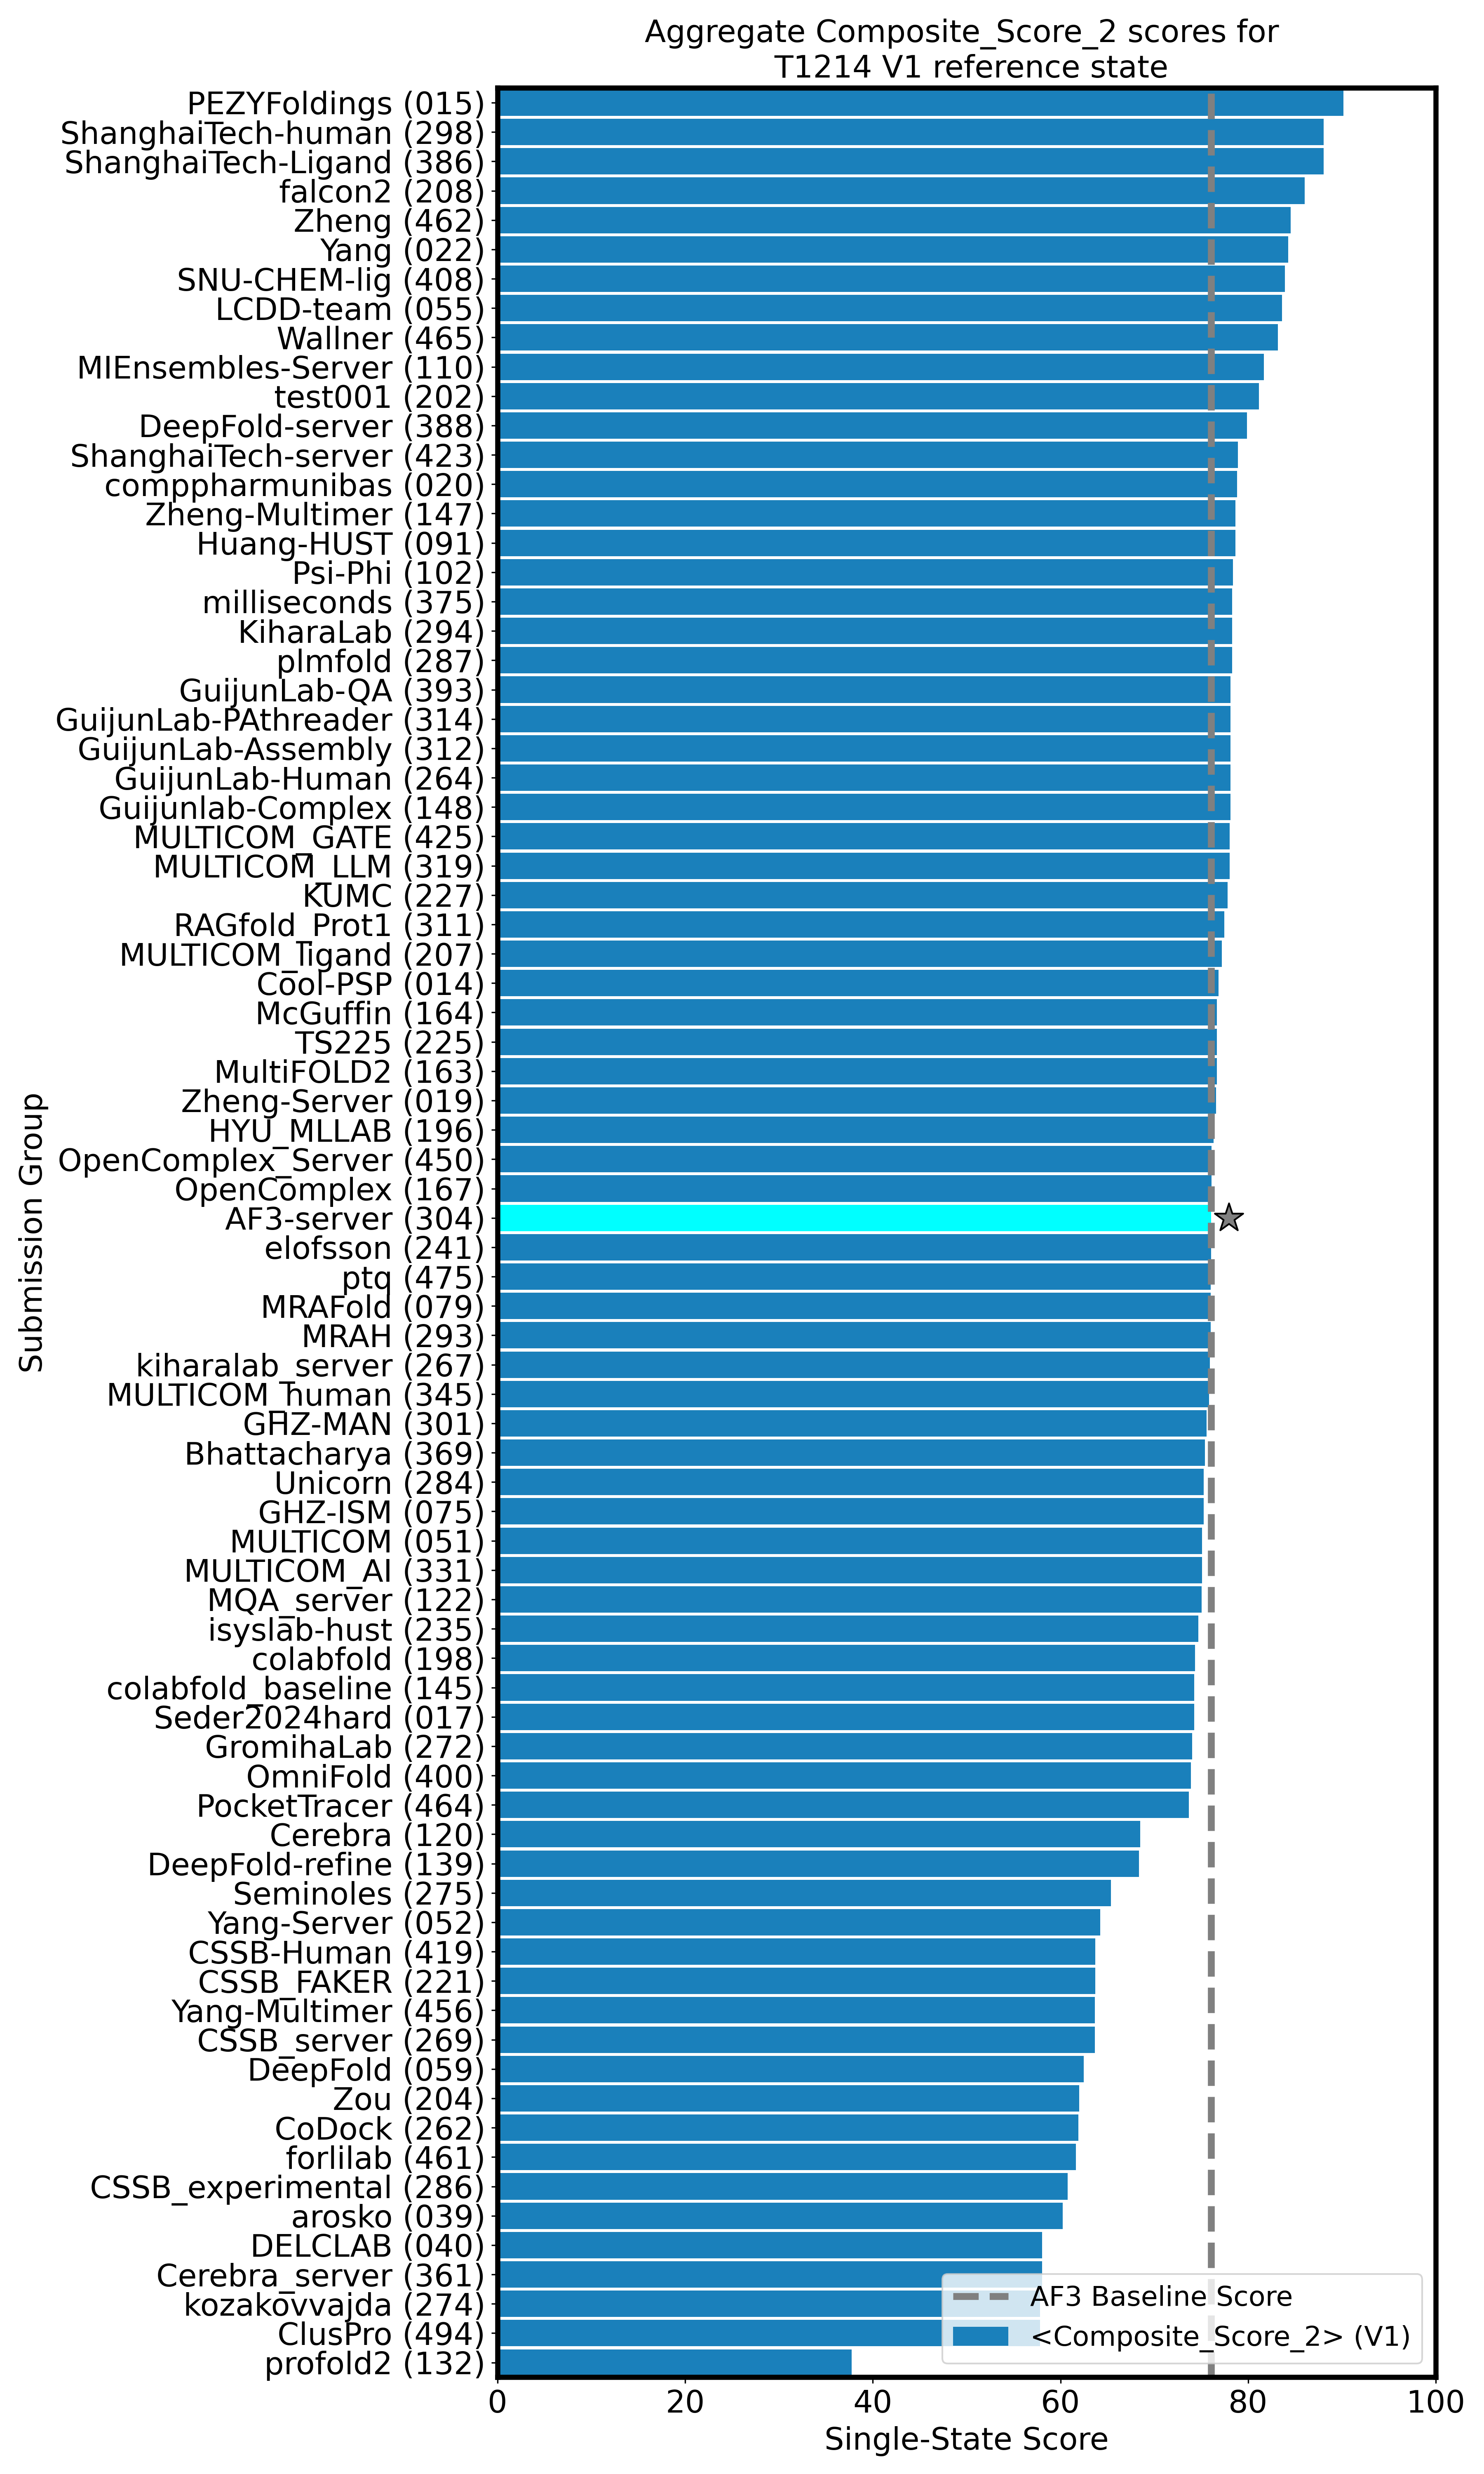 Aggregate Composite_Score_2 scores for
T1214 V1 reference state
PEZYFoldings (015)
ShanghaiTech-human (298)
ShanghaiTech-Ligand (386)
falcon2 (208)
Zheng (462)
Yang (022)
SNU-CHEM-lig (408)
LCDD-team (055)
Wallner (465)
MIEnsembles-Server (110)
test001 (202)
DeepFold-server (388)
ShanghaiTech-server (423)
comppharmunibas (020)
Zheng-Multimer (147)
Huang-HUST (091)
Psi-Phi (102)
milliseconds (375)
KiharaLab (294)
plmfold (287)
GuijunLab-QA (393)
GuijunLab-PAthreader (314)
GuijunLab-Assembly (312)
GuijunLab-Human (264)
Guijunlab-Complex (148)
MULTICOM_GATE (425)
MULTICOM_LLM (319)
KUMC (227)
RAGfold_Prot1 (311)
MULTICOM_ligand (207)
Cool-PSP (014)
McGuffin (164)
TS225 (225)
MultiFOLD2 (163)
Zheng-Server (019)
HYU_MLLAB (196)
OpenComplex_Server (450)
OpenComplex (167)
AF3-server (304)
elofsson (241)
ptq (475)
MRAFold (079)
MRAH (293)
kiharalab_server (267)
MULTICOM_human (345)
GHZ-MAN (301)
Bhattacharya (369)
Unicorn (284)
GHZ-ISM (075)
MULTICOM (051)
MULTICOM_AI (331)
MQA_server (122)
isyslab-hust (235)
colabfold (198)
colabfold_baseline (145)
Seder2024hard (017)
GromihaLab (272)
OmniFold (400)
PocketTracer (464)
Cerebra (120)
DeepFold-refine (139)
Seminoles (275)
Yang-Server (052)
CSSB-Human (419)
CSSB_FAKER (221)
Yang-Multimer (456)
CSSB_server (269)
DeepFold (059)
Zou (204)
CoDock (262)
forlilab (461)
CSSB_experimental (286)
arosko (039)
DELCLAB (040)
Cerebra_server (361)
kozakovvajda (274)
ClusPro (494)
profold2 (132)
Submission Group
AF3 Baseline Score
<Composite_Score_2> (V1)
0 20 40 60 80 100
Single-State Score